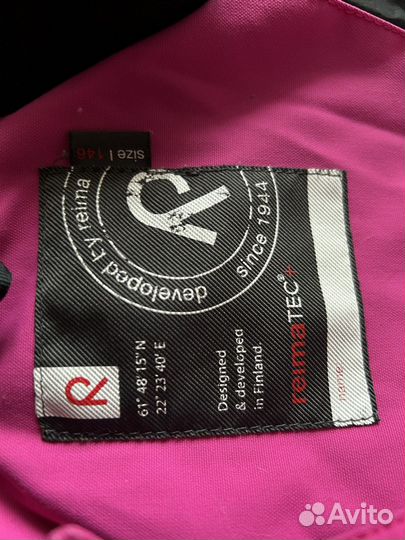 size | 146
developed by reima
since 1944
61° 48' 15"N
22° 23' 40"E
Designed
& developed
in Finland.
reimaTEC®+
name:
Avito